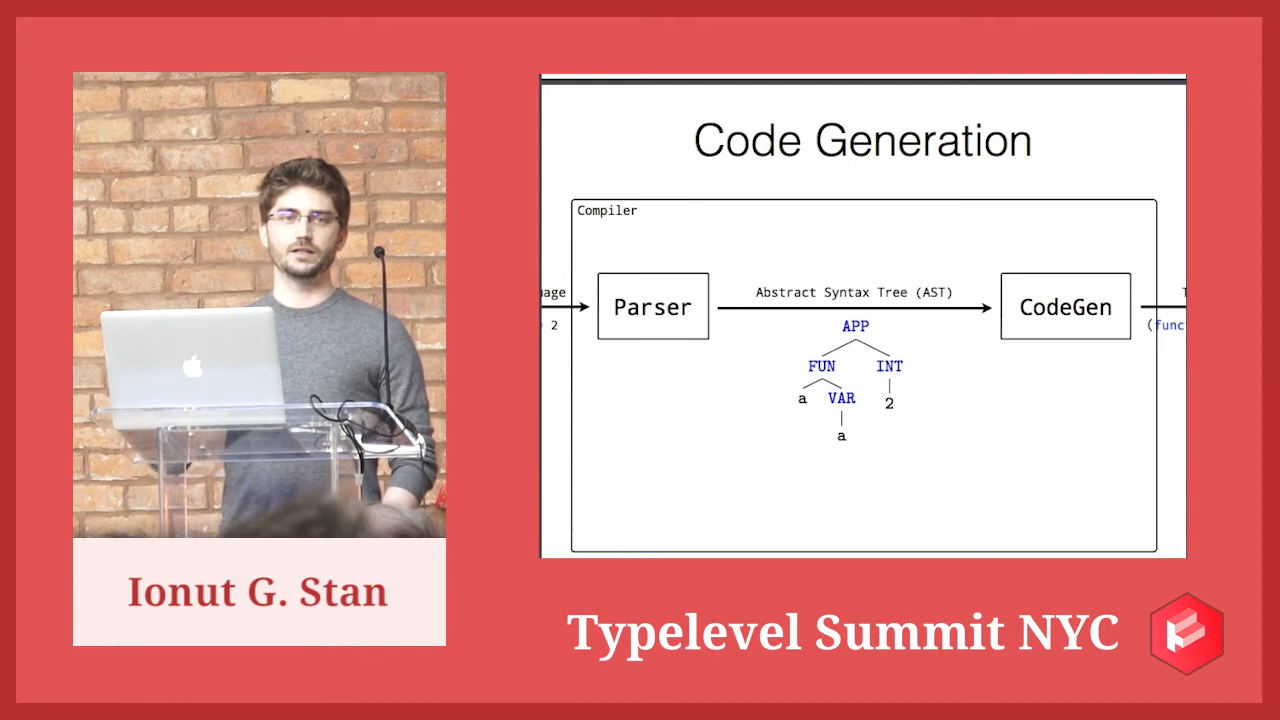 Code Generation
Compiler
Abstract Syntax Tree (AST)
Parser
CodeGen
2
(func
APP
FUN INT
a VAR 2
a
Ionut G. Stan
Typelevel Summit NYC